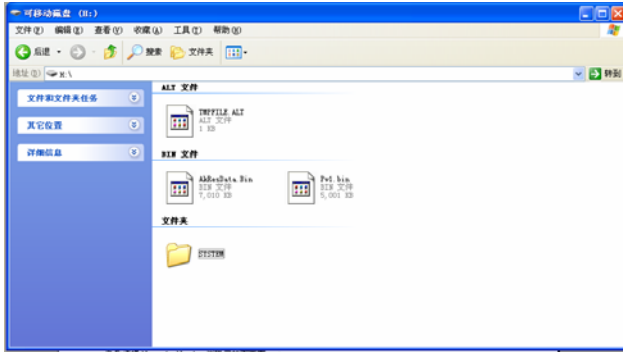 可移动磁盘 (H:)
文件(F) 编辑(E) 查看(V) 收藏(A) 工具(T) 帮助(H)
后退 搜索 文件夹
地址(D) H:\ 转到
文件和文件夹任务
其它位置
详细信息
ALT 文件
TMPFILE.ALT
ALT 文件
1 KB
BIN 文件
AkResData.Bin
BIN 文件
7,010 KB
Pv1.bin
BIN 文件
5,001 KB
文件夹
SYSTEM